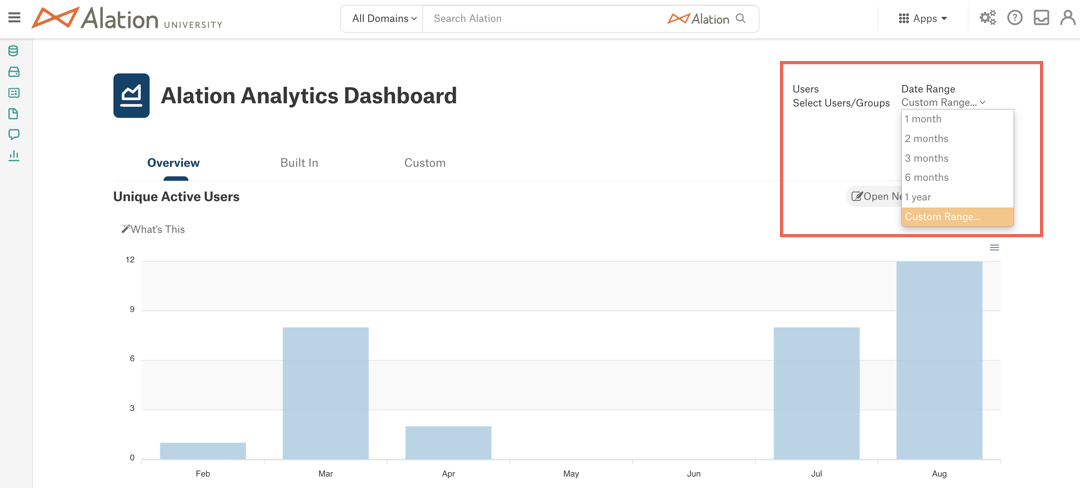 Alation UNIVERSITY
All Domains
Search Alation
Alation
Apps
Alation Analytics Dashboard
Users
Select Users/Groups
Date Range
Custom Range...
1 month
2 months
3 months
6 months
1 year
Custom Range...
Overview Built In Custom
Unique Active Users
Open Ne
What's This
12
9
6
3
0
Feb Mar Apr May Jun Jul Aug